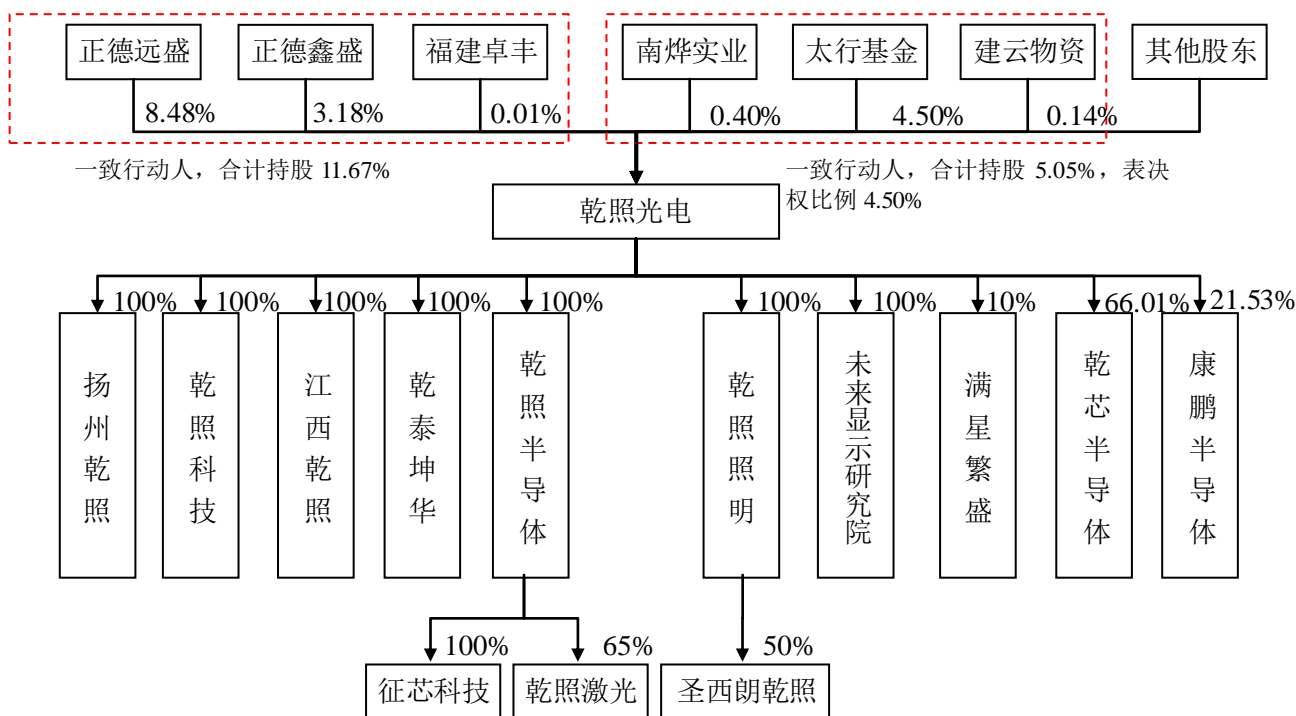 正德远盛
正德鑫盛
福建卓丰
南烨实业
太行基金
建云物资
其他股东
8.48%
3.18%
0.01%
0.40%
4.50%
0.14%
一致行动人，合计持股 11.67%
一致行动人，合计持股 5.05%，表决
权比例 4.50%
乾照光电
100%
100%
100%
100%
100%
100%
100%
10%
66.01%
21.53%
扬州乾照
乾照科技
江西乾照
乾泰坤华
乾照半导体
乾照照明
未来显示研究院
满星繁盛
乾芯半导体
康鹏半导体
100%
65%
50%
征芯科技
乾照激光
圣西朗乾照